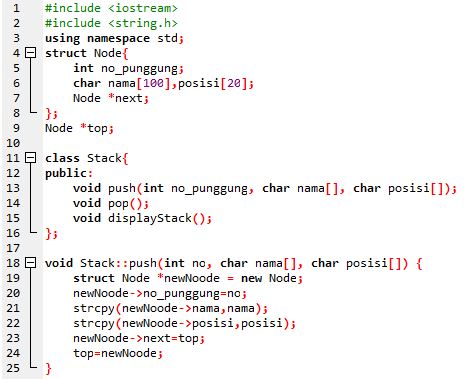 1 #include <iostream>
2 #include <string.h>
3 using namespace std;
4 struct Node{
5 int no_punggung;
6 char nama[100],posisi[20];
7 Node *next;
8 };
9 Node *top;
10
11 class Stack{
12 public:
13 void push(int no_punggung, char nama[], char posisi[]);
14 void pop();
15 void displayStack();
16 };
17
18 void Stack::push(int no, char nama[], char posisi[]) {
19 struct Node *newNoode = new Node;
20 newNoode->no_punggung=no;
21 strcpy(newNoode->nama,nama);
22 strcpy(newNoode->posisi,posisi);
23 newNoode->next=top;
24 top=newNoode;
25 }